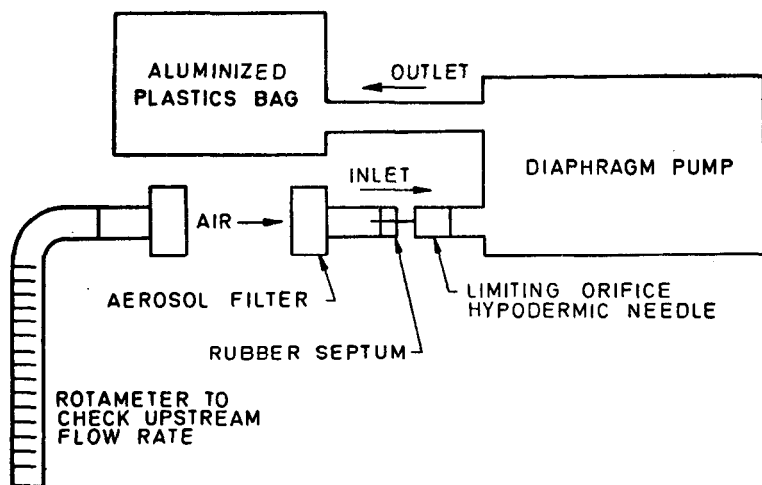 ALUMINIZED
PLASTICS BAG
OUTLET
DIAPHRAGM PUMP
INLET
AIR
AEROSOL FILTER
LIMITING ORIFICE
HYPODERMIC NEEDLE
RUBBER SEPTUM
ROTAMETER TO
CHECK UPSTREAM
FLOW RATE